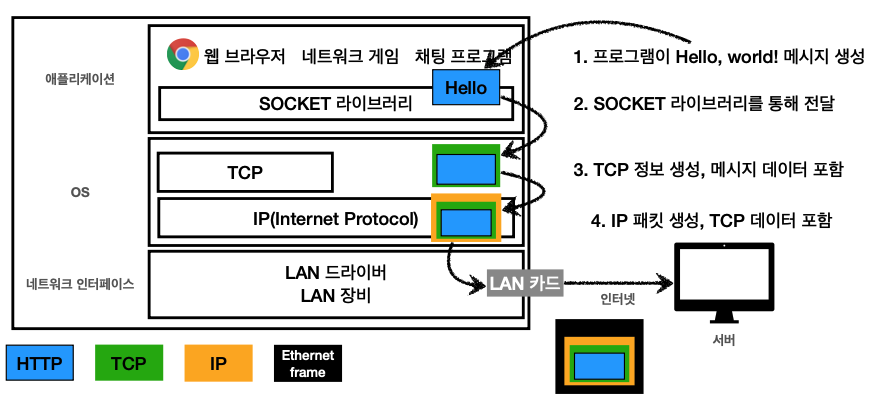 웹 브라우저 네트워크 게임 채팅 프로그램
애플리케이션
Hello
SOCKET 라이브러리
1. 프로그램이 Hello, world! 메시지 생성
2. SOCKET 라이브러리를 통해 전달
OS
TCP
IP(Internet Protocol)
3. TCP 정보 생성, 메시지 데이터 포함
4. IP 패킷 생성, TCP 데이터 포함
네트워크 인터페이스
LAN 드라이버
LAN 장비
LAN 카드
인터넷
서버
HTTP
TCP
IP
Ethernet
frame